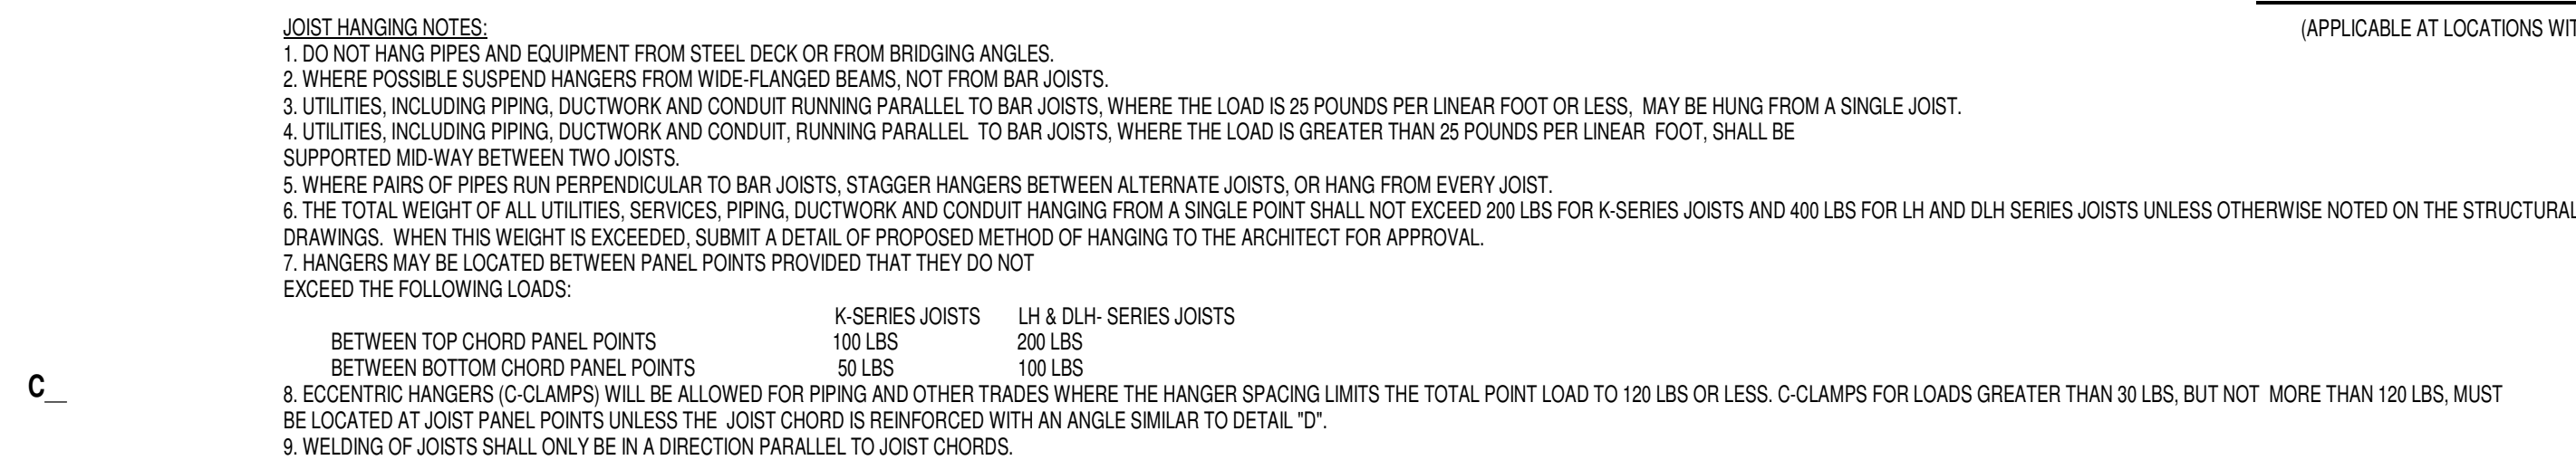 JOIST HANGING NOTES:
(APPLICABLE AT LOCATIONS
1. DO NOT HANG PIPES AND EQUIPMENT FROM STEEL DECK OR FROM BRIDGING ANGLES.
2. WHERE POSSIBLE SUSPEND HANGERS FROM WIDE-FLANGED BEAMS, NOT FROM BAR JOISTS.
3. UTILITIES, INCLUDING PIPING, DUCTWORK AND CONDUIT RUNNING PARALLEL TO BAR JOISTS, WHERE THE LOAD IS 25 POUNDS PER LINEAR FOOT OR LESS, MAY BE HUNG FROM A SINGLE JOIST.
4. UTILITIES, INCLUDING PIPING, DUCTWORK AND CONDUIT, RUNNING PARALLEL TO BAR JOISTS, WHERE THE LOAD IS GREATER THAN 25 POUNDS PER LINEAR FOOT, SHALL BE
SUPPORTED MID-WAY BETWEEN TWO JOISTS.
5. WHERE PAIRS OF PIPES RUN PERPENDICULAR TO BAR JOISTS, STAGGER HANGERS BETWEEN ALTERNATE JOISTS, OR HANG FROM EVERY JOIST.
6. THE TOTAL WEIGHT OF ALL UTILITIES, SERVICES, PIPING, DUCTWORK AND CONDUIT HANGING FROM A SINGLE POINT SHALL NOT EXCEED 200 LBS FOR K-SERIES JOISTS AND 400 LBS FOR LH AND DLH SERIES JOISTS UNLESS OTHERWISE NOTED ON THE STRUCTURAL
DRAWINGS. WHEN THIS WEIGHT IS EXCEEDED, SUBMIT A DETAIL OF PROPOSED METHOD OF HANGING TO THE ARCHITECT FOR APPROVAL.
7. HANGERS MAY BE LOCATED BETWEEN PANEL POINTS PROVIDED THAT THEY DO NOT
EXCEED THE FOLLOWING LOADS:
K-SERIES JOISTS LH & DLH- SERIES JOISTS
BETWEEN TOP CHORD PANEL POINTS 100 LBS 200 LBS
BETWEEN BOTTOM CHORD PANEL POINTS 50 LBS 100 LBS
C
8. ECCENTRIC HANGERS (C-CLAMPS) WILL BE ALLOWED FOR PIPING AND OTHER TRADES WHERE THE HANGER SPACING LIMITS THE TOTAL POINT LOAD TO 120 LBS OR LESS. C-CLAMPS FOR LOADS GREATER THAN 30 LBS, BUT NOT MORE THAN 120 LBS, MUST
BE LOCATED AT JOIST PANEL POINTS UNLESS THE JOIST CHORD IS REINFORCED WITH AN ANGLE SIMILAR TO DETAIL "D".
9. WELDING OF JOISTS SHALL ONLY BE IN A DIRECTION PARALLEL TO JOIST CHORDS.